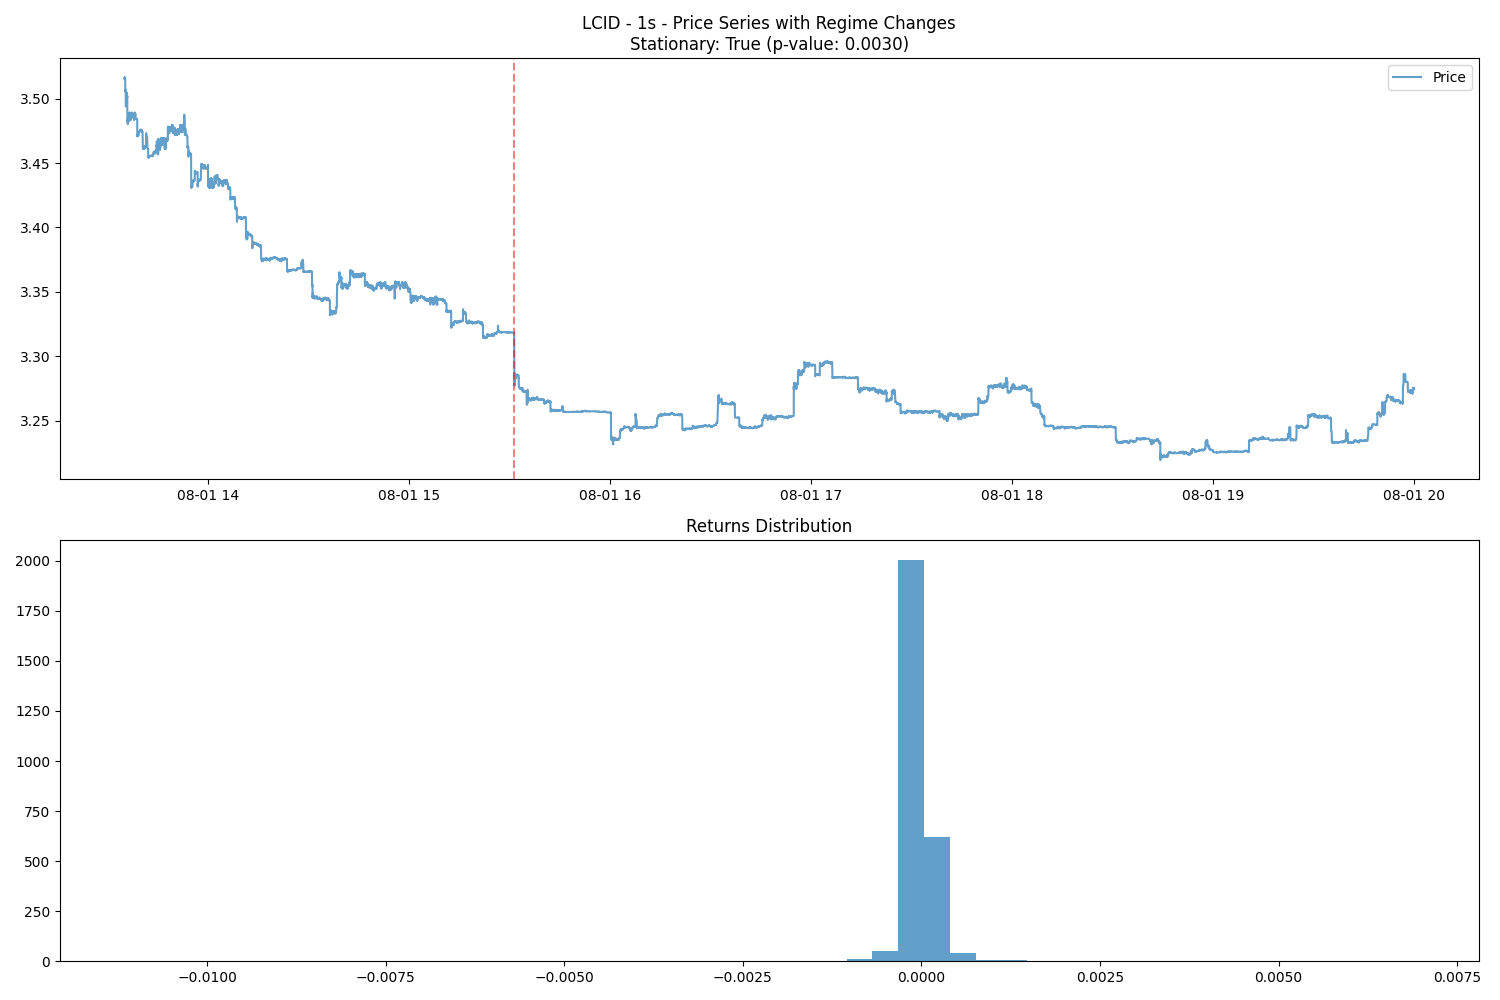 LCID - 1s - Price Series with Regime Changes
Stationary: True (p-value: 0.0030)
Price
3.50
3.45
3.40
3.35
3.30
3.25
08-01 14 08-01 15 08-01 16 08-01 17 08-01 18 08-01 19 08-01 20
Returns Distribution
2000
1750
1500
1250
1000
750
500
250
0
−0.0100 −0.0075 −0.0050 −0.0025 0.0000 0.0025 0.0050 0.0075